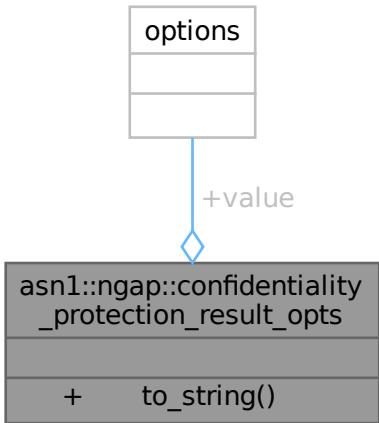 options
+value
asn1::ngap::confidentiality
_protection_result_opts
+ to_string()